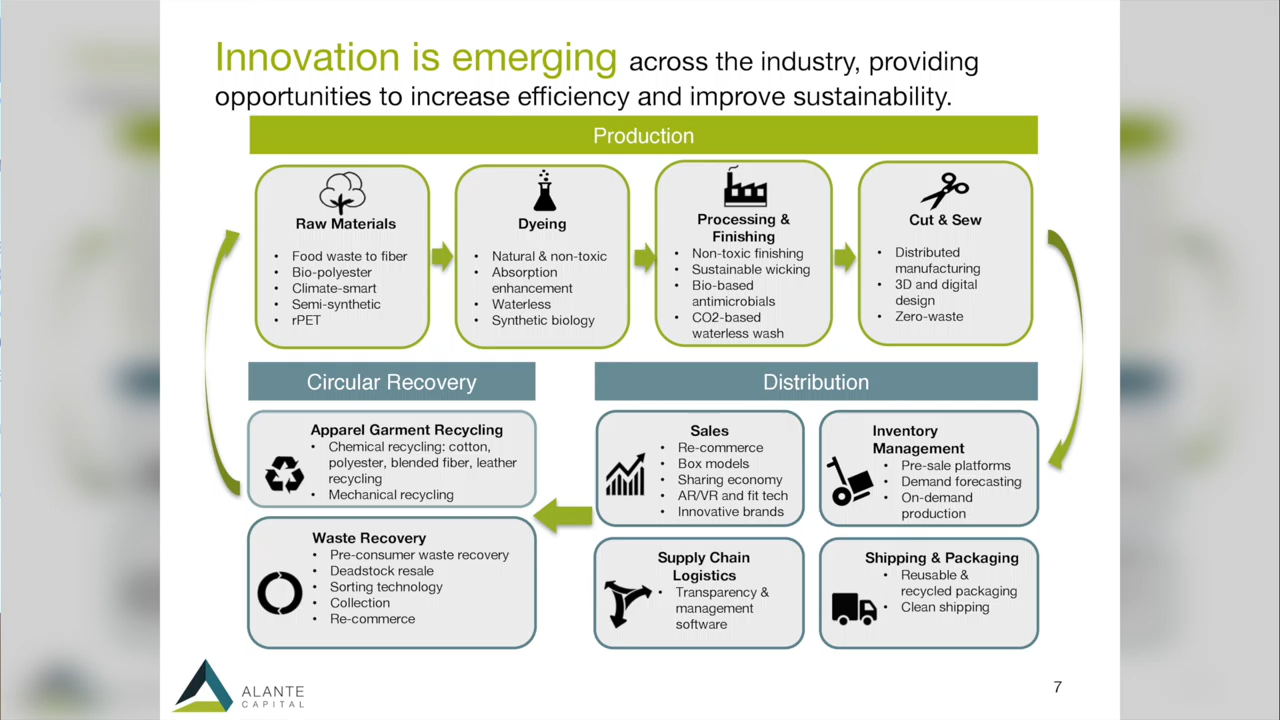 Innovation is emerging across the industry, providing
opportunities to increase efficiency and improve sustainability.
Production
Raw Materials
• Food waste to fiber
• Bio-polyester
• Climate-smart
• Semi-synthetic
• rPET
Dyeing
• Natural & non-toxic
• Absorption
enhancement
• Waterless
• Synthetic biology
Processing &
Finishing
• Non-toxic finishing
• Sustainable wicking
• Bio-based
antimicrobials
• CO2-based
waterless wash
Cut & Sew
• Distributed
manufacturing
• 3D and digital
design
• Zero-waste
Circular Recovery
Apparel Garment Recycling
• Chemical recycling: cotton,
polyester, blended fiber, leather
recycling
• Mechanical recycling
Waste Recovery
• Pre-consumer waste recovery
• Deadstock resale
• Sorting technology
• Collection
• Re-commerce
Distribution
Sales
• Re-commerce
• Box models
• Sharing economy
• AR/VR and fit tech
• Innovative brands
Inventory
Management
• Pre-sale platforms
• Demand forecasting
• On-demand
production
Supply Chain
Logistics
• Transparency &
management
software
Shipping & Packaging
• Reusable &
recycled packaging
• Clean shipping
ALANTE
CAPITAL
7